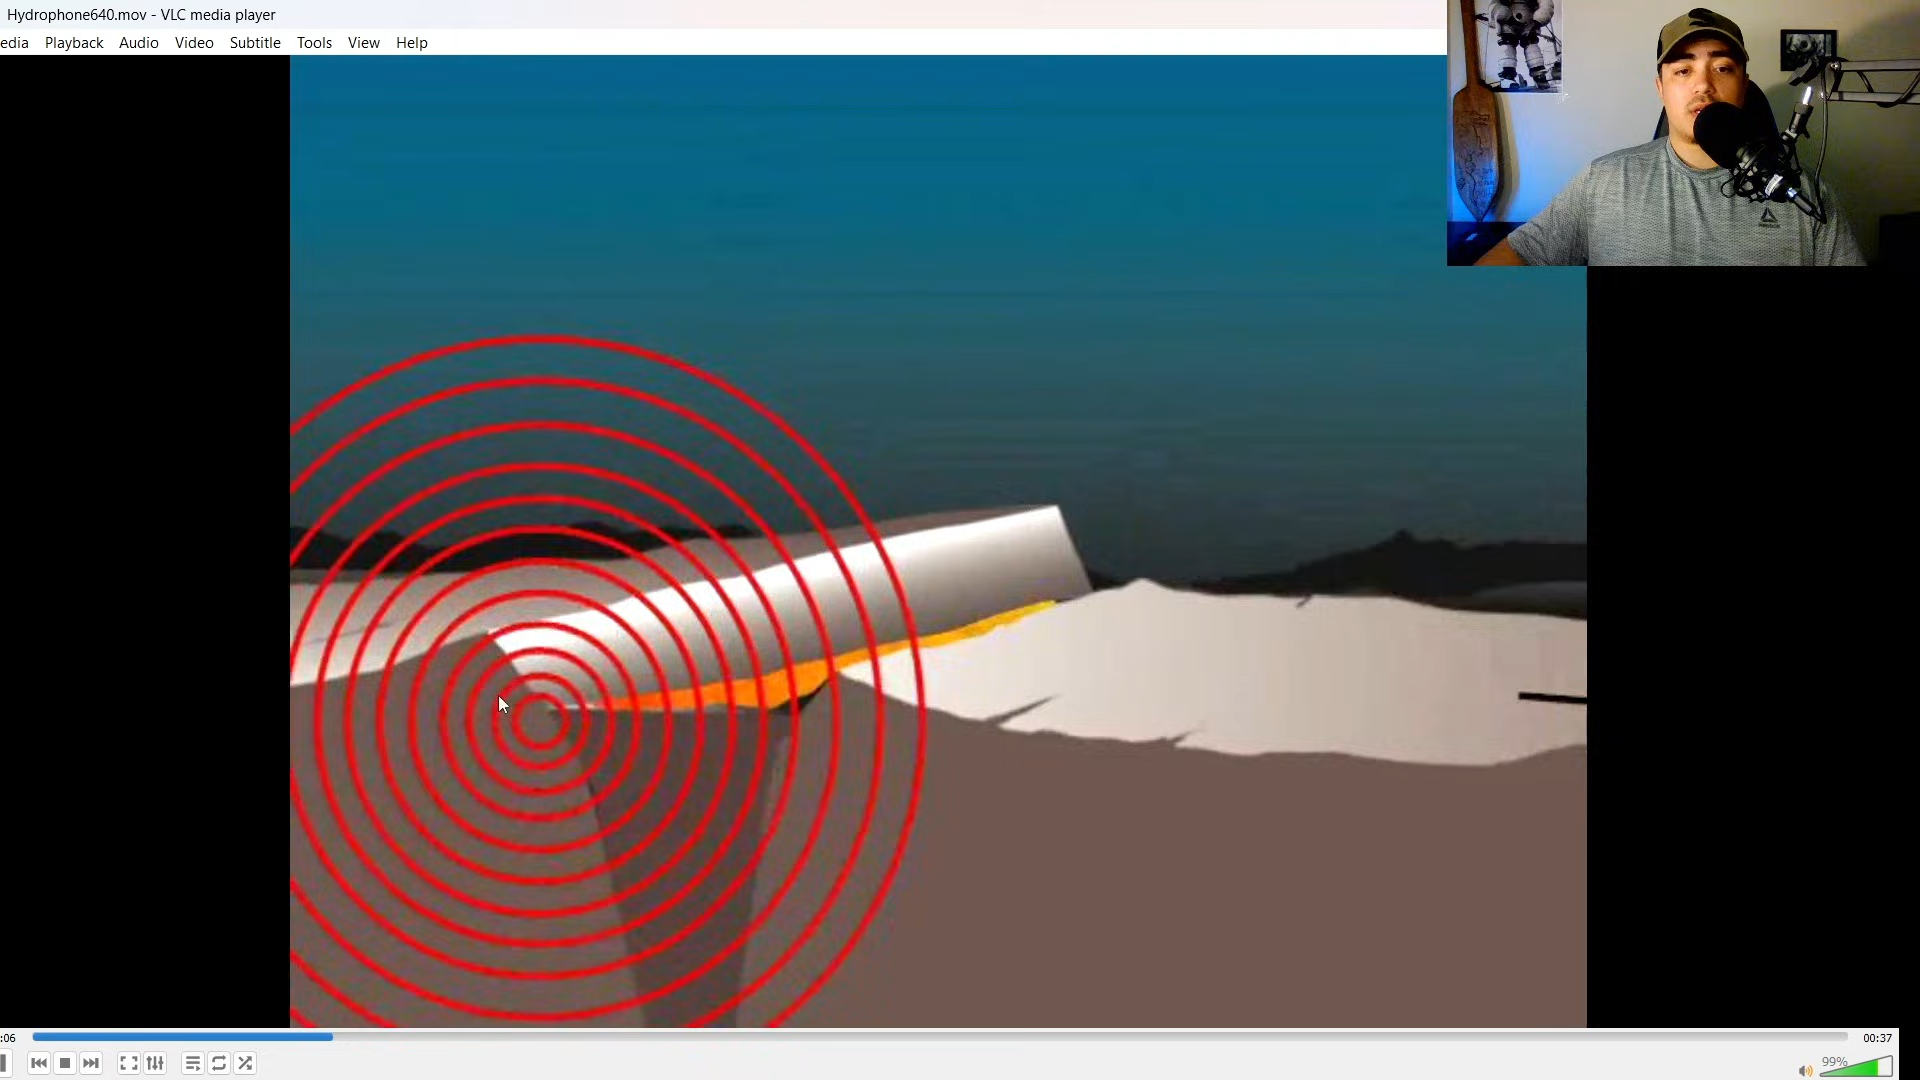 Hydrophone640.mov - VLC media player
edia Playback Audio Video Subtitle Tools View Help
:06
00:37
99%